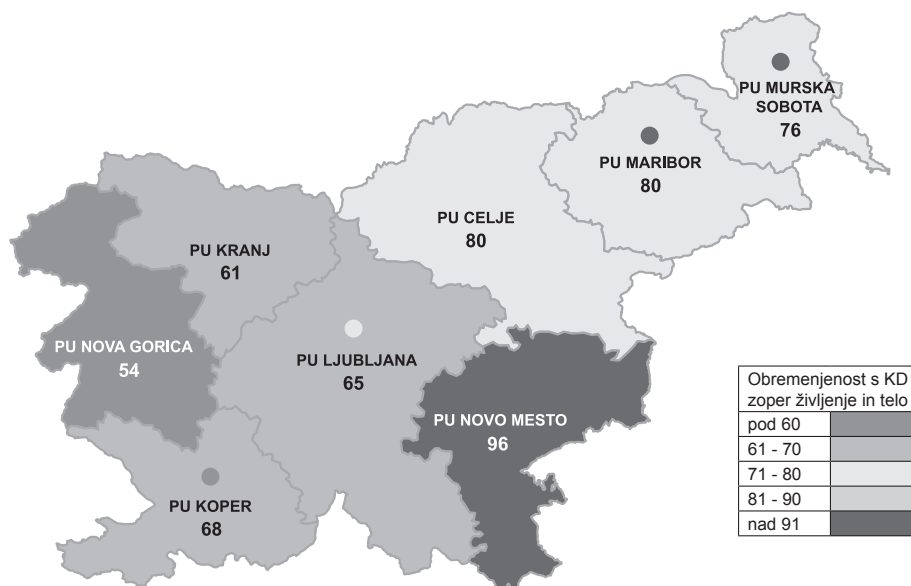 PU MURSKA
SOBOTA
76
PU MARIBOR
80
PU CELJE
80
PU KRANJ
61
PU NOVA GORICA
54
PU LJUBLJANA
65
PU NOVO MESTO
96
PU KOPER
68
Obremenjenost s KD
zoper življenje in telo
pod 60
61 - 70
71 - 80
81 - 90
nad 91